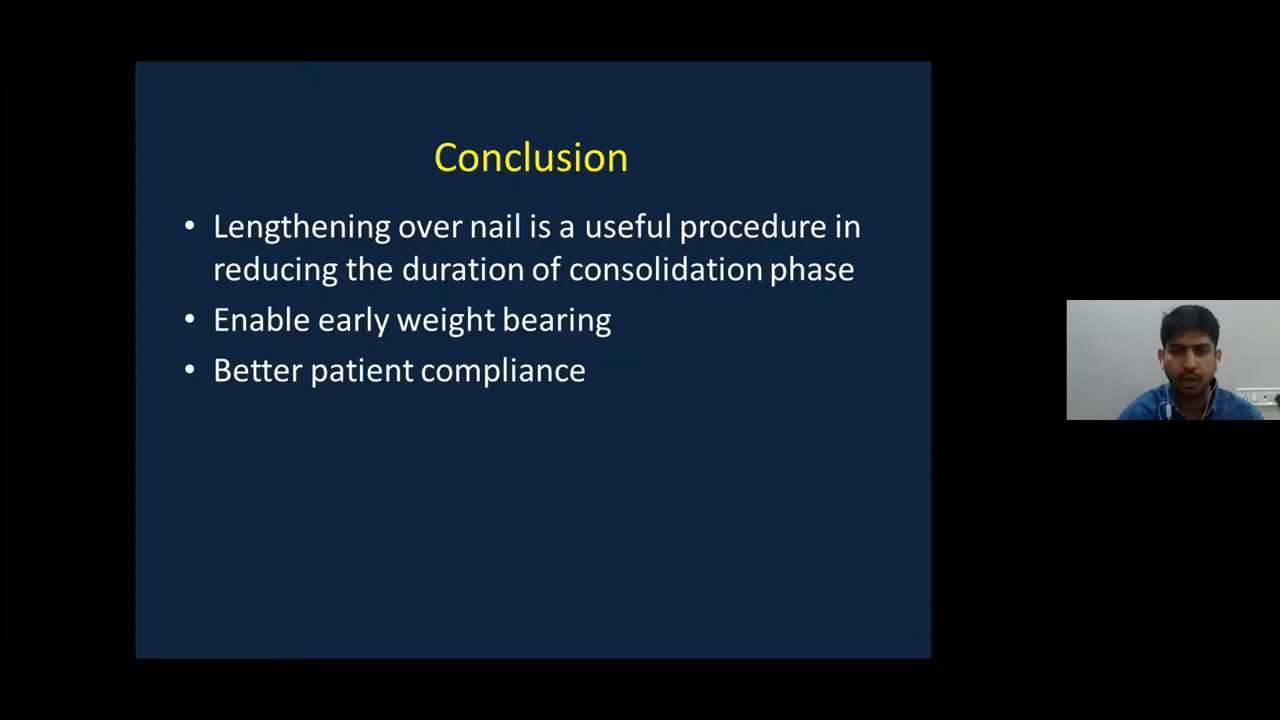 Conclusion
• Lengthening over nail is a useful procedure in
reducing the duration of consolidation phase
• Enable early weight bearing
• Better patient compliance